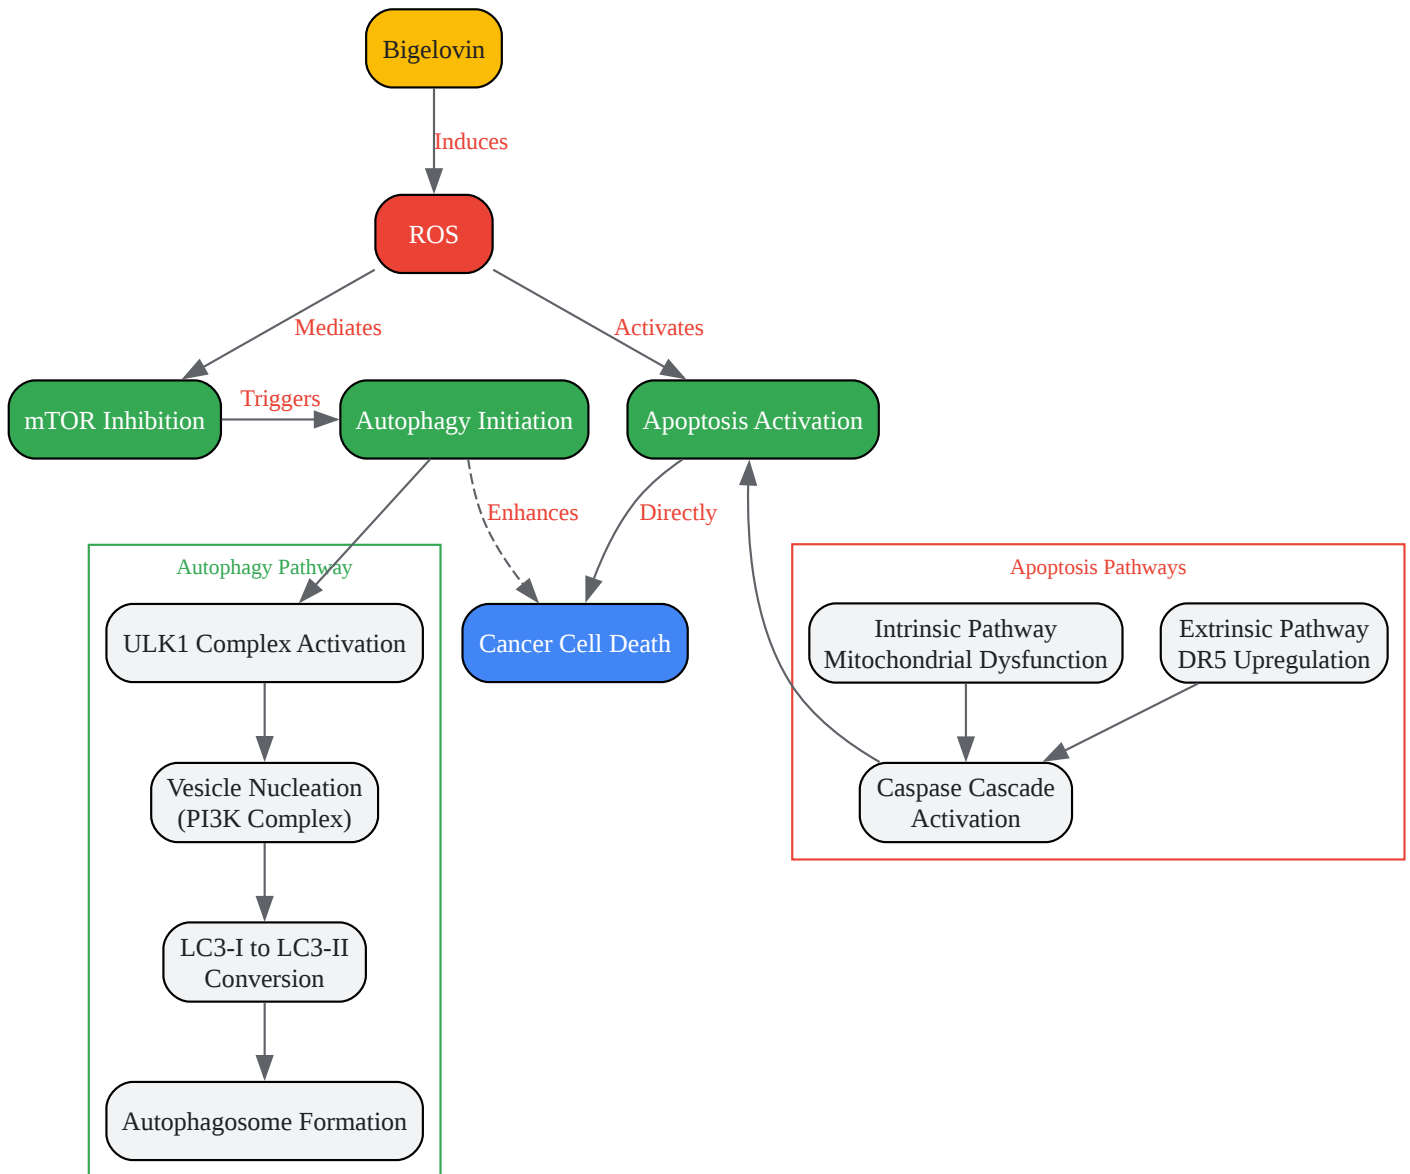 Bigelovin
Induces
ROS
Mediates
Activates
mTOR Inhibition
Triggers
Autophagy Initiation
Apoptosis Activation
Enhances
Directly
Autophagy Pathway
Apoptosis Pathways
ULK1 Complex Activation
Cancer Cell Death
Intrinsic Pathway
Mitochondrial Dysfunction
Extrinsic Pathway
DR5 Upregulation
Vesicle Nucleation
(PI3K Complex)
Caspase Cascade
Activation
LC3-I to LC3-II
Conversion
Autophagosome Formation